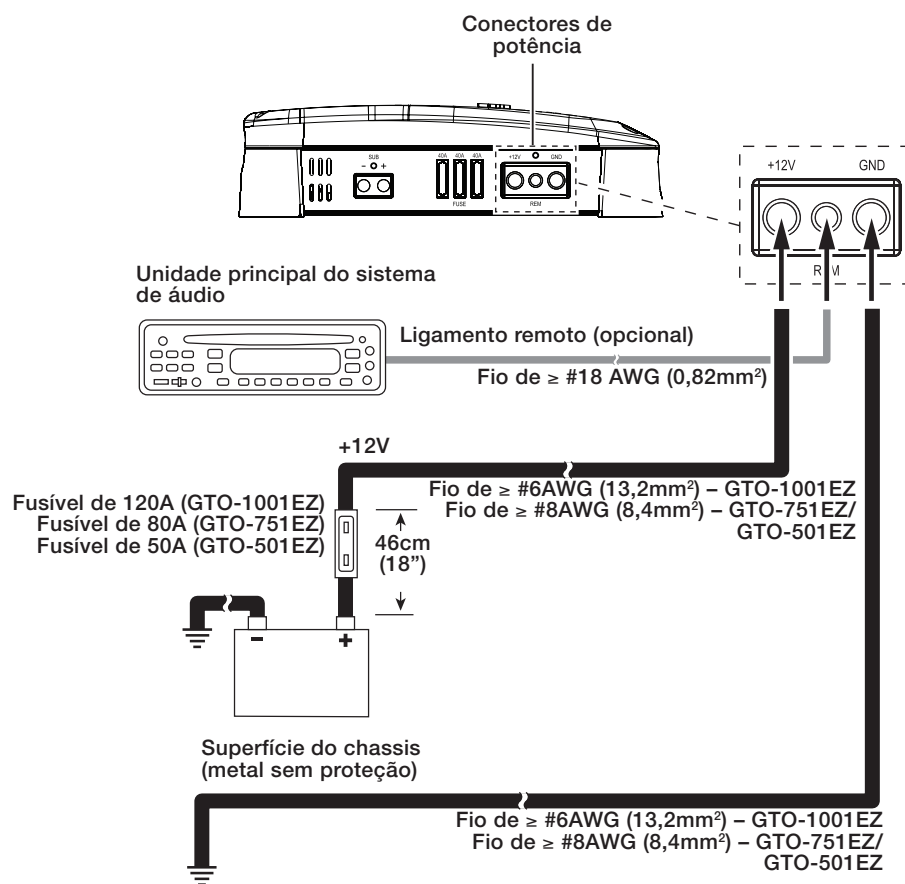 Conectores de
potência
SUB
- +
40A 40A 40A
FUSE
+12V GND
REM
+12V GND
REM
Unidade principal do sistema
de áudio
Ligamento remoto (opcional)
Fio de ≥ #18 AWG (0,82mm²)
+12V
Fio de ≥ #6AWG (13,2mm²) – GTO-1001EZ
Fio de ≥ #8AWG (8,4mm²) – GTO-751EZ/
GTO-501EZ
Fusível de 120A (GTO-1001EZ)
Fusível de 80A (GTO-751EZ)
Fusível de 50A (GTO-501EZ)
46cm
(18”)
- +
Superfície do chassis
(metal sem proteção)
Fio de ≥ #6AWG (13,2mm²) – GTO-1001EZ
Fio de ≥ #8AWG (8,4mm²) – GTO-751EZ/
GTO-501EZ